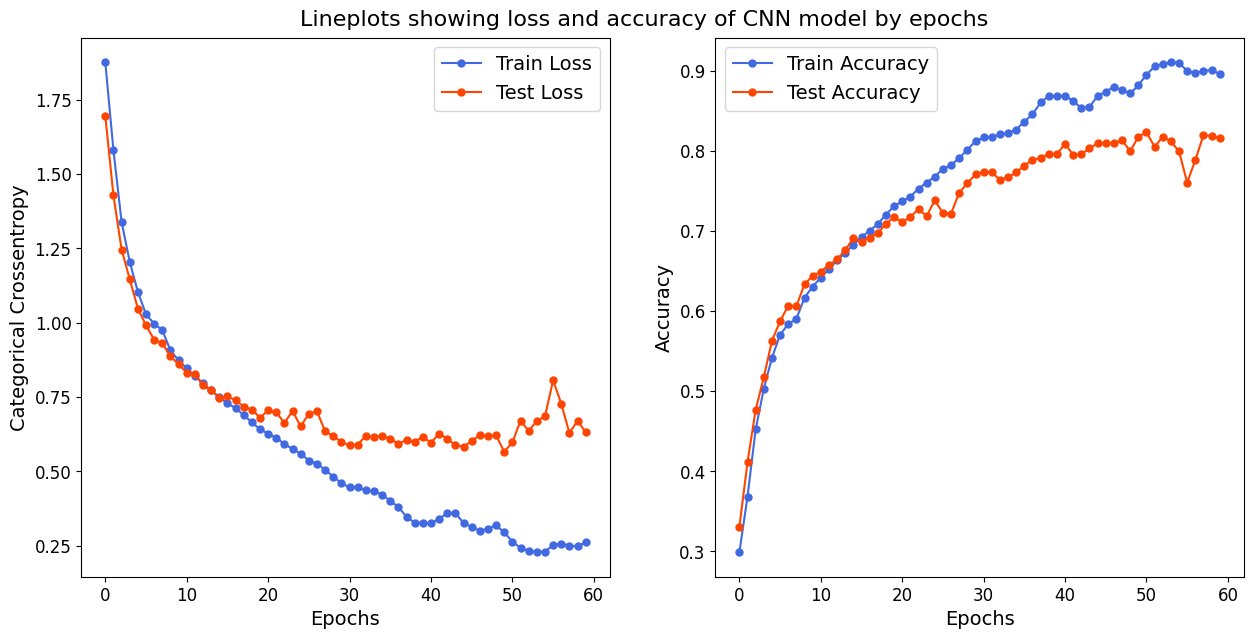 Lineplots showing loss and accuracy of CNN model by epochs
Train Loss
Test Loss
Categorical Crossentropy
1.75
1.50
1.25
1.00
0.75
0.50
0.25
0 10 20 30 40 50 60
Epochs
Train Accuracy
Test Accuracy
Accuracy
0.9
0.8
0.7
0.6
0.5
0.4
0.3
0 10 20 30 40 50 60
Epochs